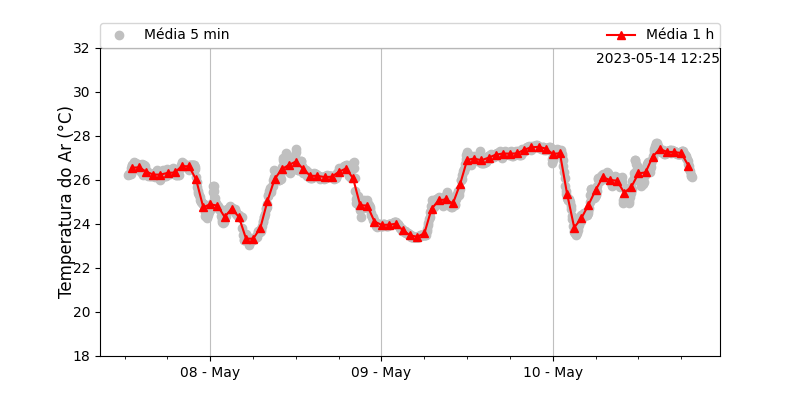 Média 5 min
Média 1 h
2023-05-14 12:25
Temperatura do Ar (°C)
32
30
28
26
24
22
20
18
08 - May
09 - May
10 - May